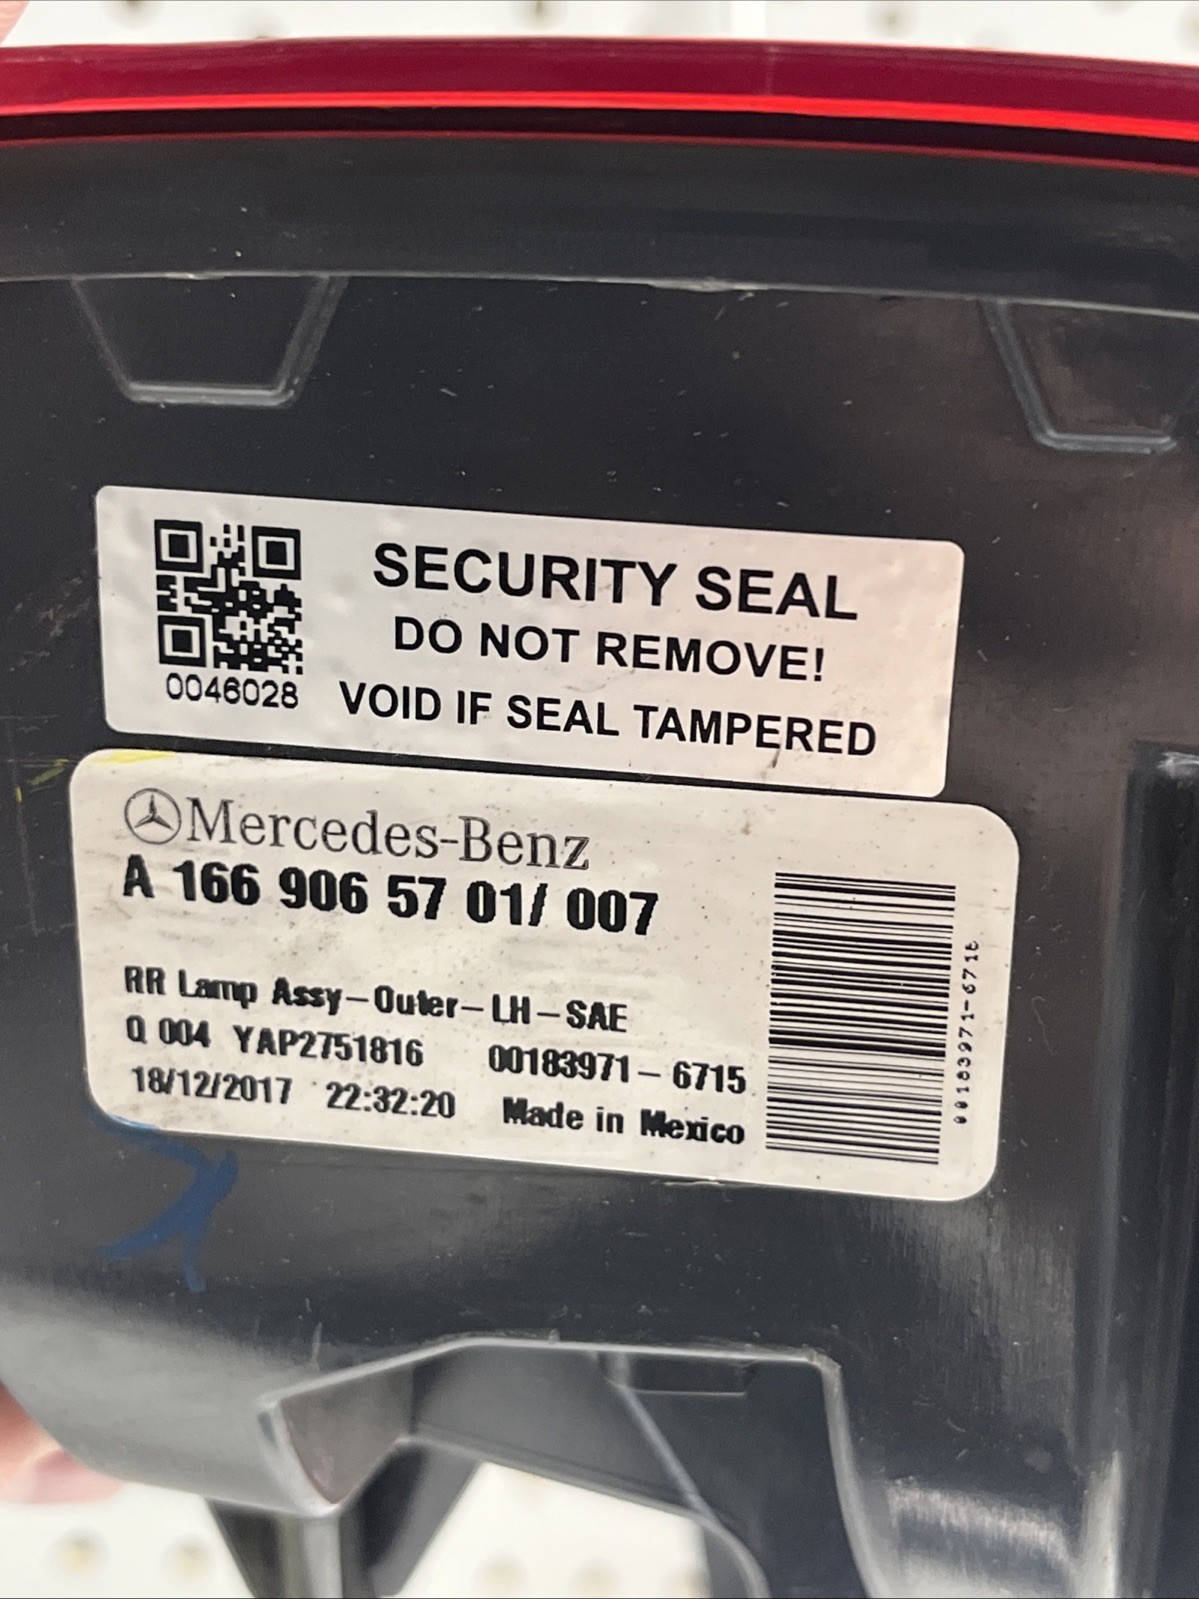 SECURITY SEAL
DO NOT REMOVE!
VOID IF SEAL TAMPERED
0046028
Mercedes-Benz
A 166 906 57 01/ 007
RR Lamp Assy-Outer-LH-SAE
Q 004 YAP2751816 00183971-6715
18/12/2017 22:32:20 Made in Mexico
00183971-6715